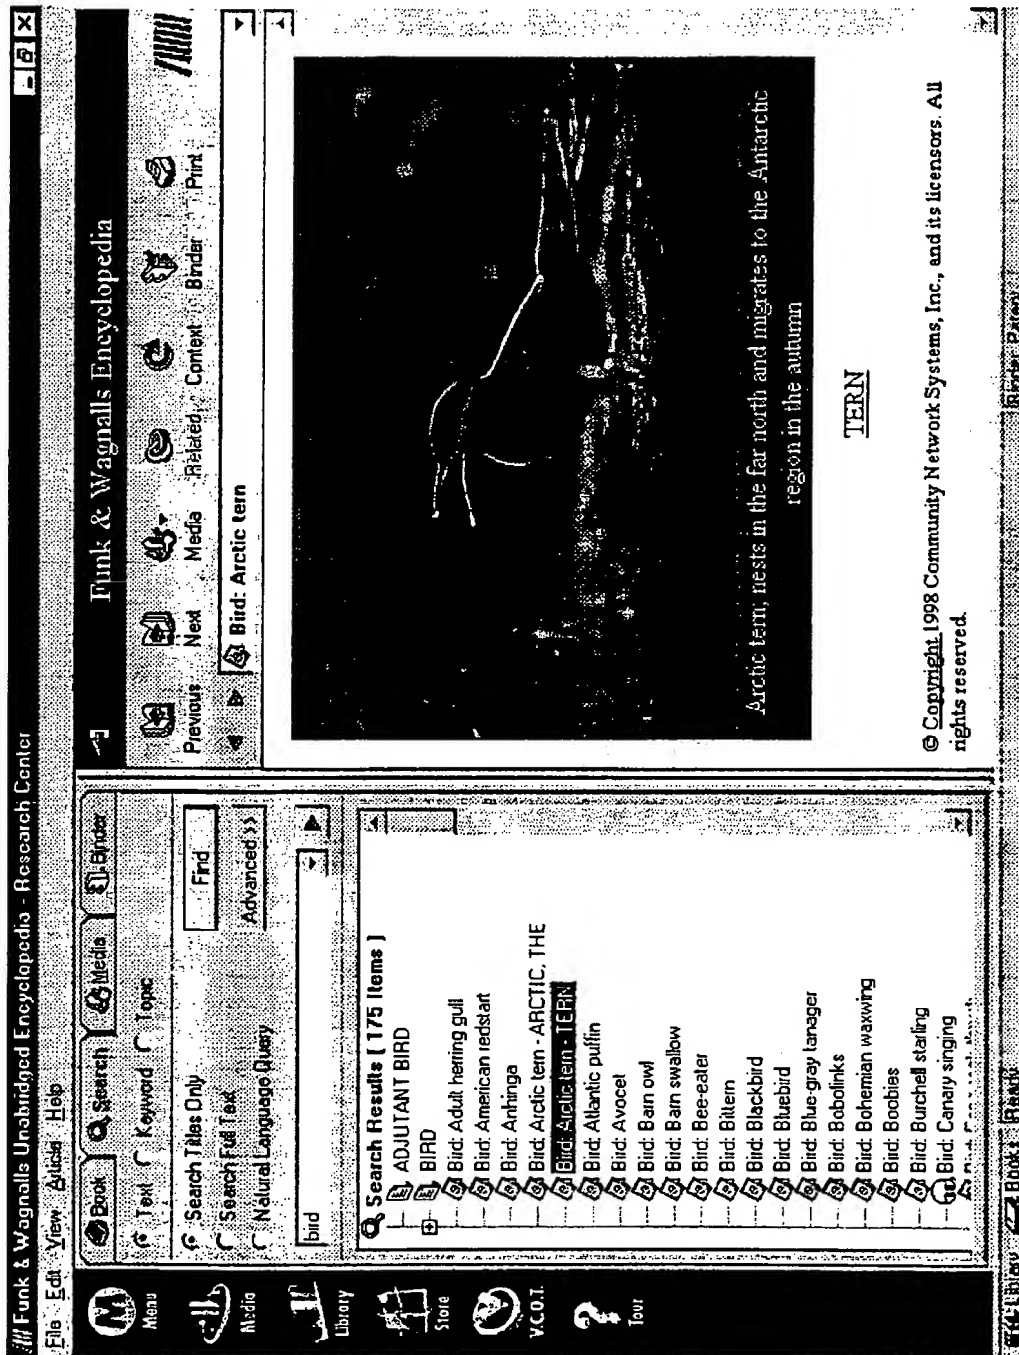 Funk & Wagnalls Unabridged Encyclopedia - Research Center
File Edit View Audio Help
Menu
Media
Library
Store
V.C.O.T.
Tour
Book Search Media Binder
Text Keyword Topic
Search Titles Only
Search Full Text
Natural Language Query
Find
Advanced >>
bird
Search Results [ 175 Items ]
ADJUTANT BIRD
BIRD
Bird: Adult herring gull
Bird: American redstart
Bird: Anhinga
Bird: Arctic tern - ARCTIC, THE
Bird: Arctic tern - TERN
Bird: Atlantic puffin
Bird: Avocet
Bird: Barn owl
Bird: Barn swallow
Bird: Bee-eater
Bird: Bittern
Bird: Blackbird
Bird: Bluebird
Bird: Blue-gray tanager
Bird: Bobolinks
Bird: Bohemian waxwing
Bird: Boobies
Bird: Burchell starling
Bird: Canary singing
Funk & Wagnalls Encyclopedia
Previous Next Media Related Context Binder Print
Bird: Arctic tern
Arctic tern; nests in the far north and migrates to the Antarctic
region in the autumn
TERN
© Copyright 1998 Community Network Systems, Inc., and its licensors. All
rights reserved.
Library Books Ready